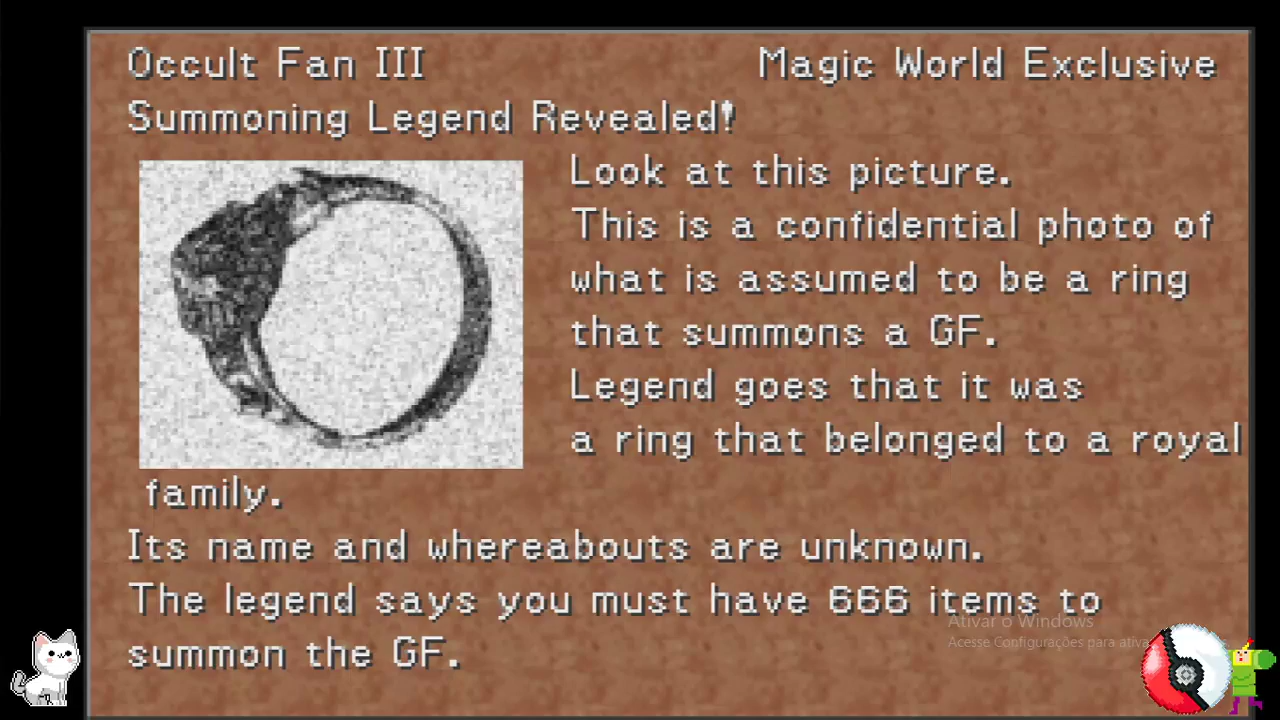 Occult Fan III Magic World Exclusive
Summoning Legend Revealed!
Look at this picture.
This is a confidential photo of
what is assumed to be a ring
that summons a GF.
Legend goes that it was
a ring that belonged to a royal
family.
Its name and whereabouts are unknown.
The legend says you must have 666 items to
summon the GF.
Ativar o Windows
Acesse Configurações para